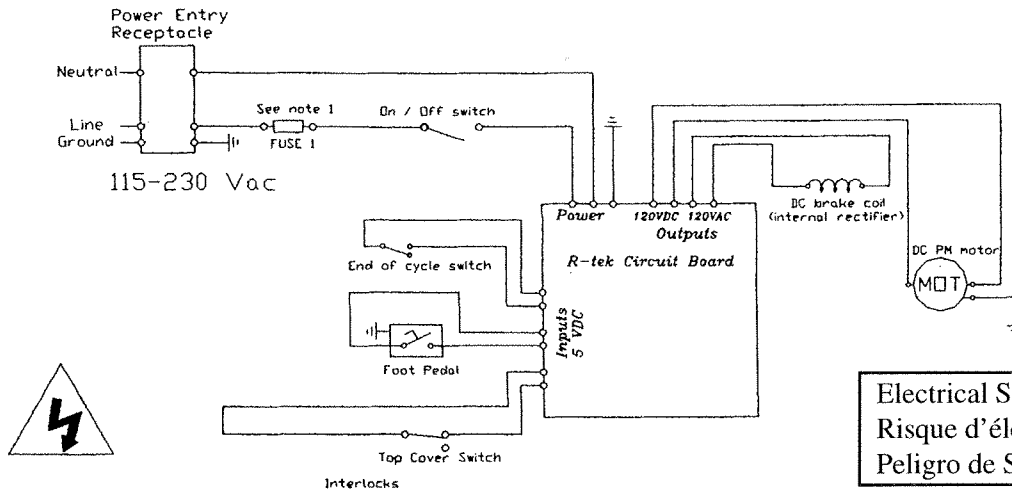 Power Entry
Receptacle
Neutral
Line
Ground
115-230 Vac
See note 1
FUSE 1
On / Off switch
Power
120VDC 120VAC
Outputs
R-tek Circuit Board
Inputs
5 VDC
DC brake coil
(internal rectifier)
DC PM motor
MOT
End of cycle switch
Foot Pedal
Top Cover Switch
Interlocks
Electrical S
Risque d'éle
Peligro de S